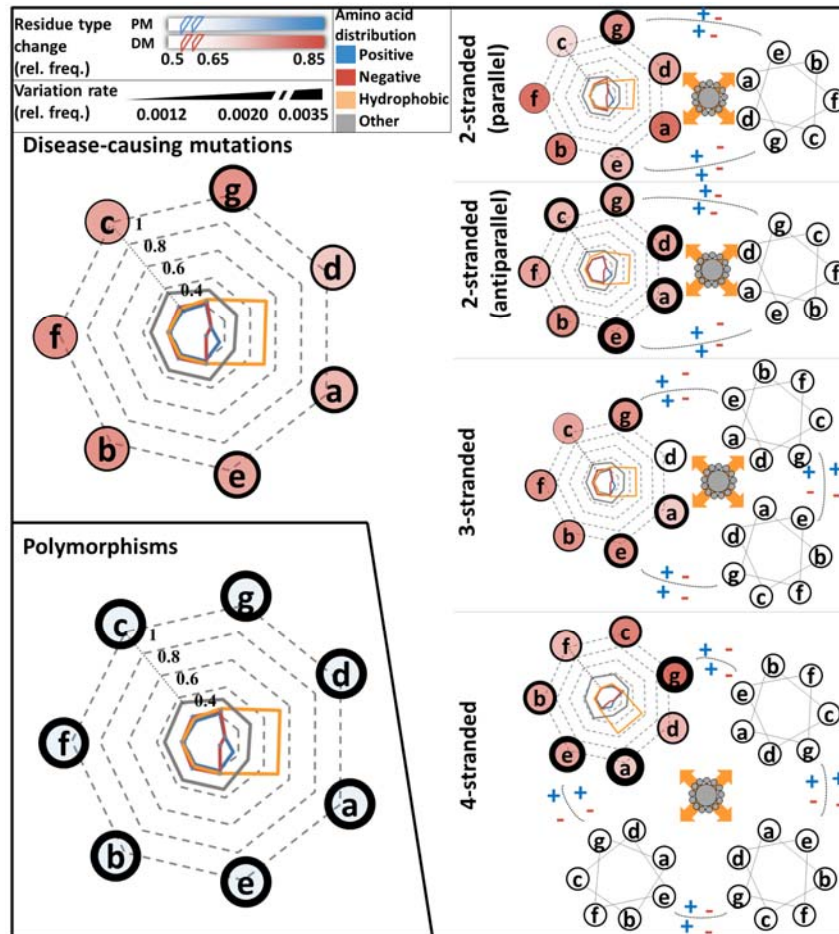 Residue type
change
(rel. freq.)
PM
DM
0.5 0.65 0.85
Variation rate
(rel. freq.)
0.0012 0.0020 0.0035
Amino acid
distribution
Positive
Negative
Hydrophobic
Other
Disease-causing mutations
g
c
d
f
a
b
e
1
0.8
0.6
0.4
Polymorphisms
g
c
d
f
a
b
e
1
0.8
0.6
0.4
2-stranded
(parallel)
g
c
d
f
a
b
e
+ -
+ -
e
b
a
f
d
g
c
+ -
+ -
2-stranded
(antiparallel)
g
c
d
f
a
b
e
+ -
+ -
g
c
d
f
a
e
b
+ -
+ -
3-stranded
g
c
d
f
a
b
e
+ -
+ -
b
f
e
c
a
d
g
+ +
- -
a
e
d
b
g
c
f
+ -
+ -
4-stranded
c
f
g
b
d
e
a
+ -
+ -
b
f
e
c
a
d
g
+ +
- -
+ -
+ -
d
g
a
c
e
f
b
a
e
d
b
g
f
c
+ -
+ -